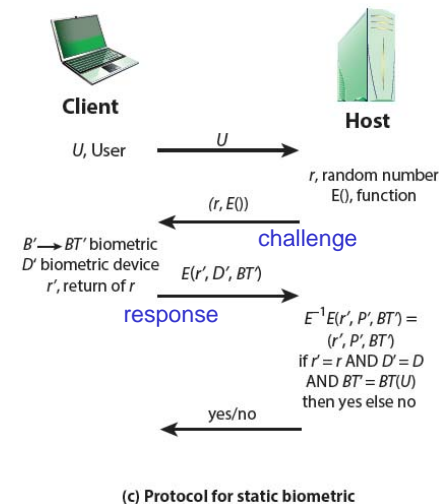 Client
Host
U, User
U
r, random number
E(), function
(r, E())
challenge
B′ → BT′ biometric
D′ biometric device
r′, return of r
E(r′, D′, BT′)
response
E⁻¹E(r′, P′, BT′) =
(r′, P′, BT′)
if r′ = r AND D′ = D
AND BT′ = BT(U)
then yes else no
yes/no
(c) Protocol for static biometric